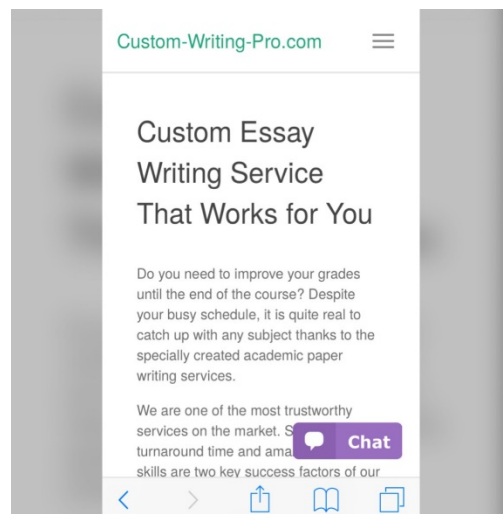 Custom-Writing-Pro.com
Custom Essay
Writing Service
That Works for You
Do you need to improve your grades
until the end of the course? Despite
your busy schedule, it is quite real to
catch up with any subject thanks to the
specially created academic paper
writing services.
We are one of the most trustworthy
services on the market.
turnaround time and
skills are two key success factors of our
Chat